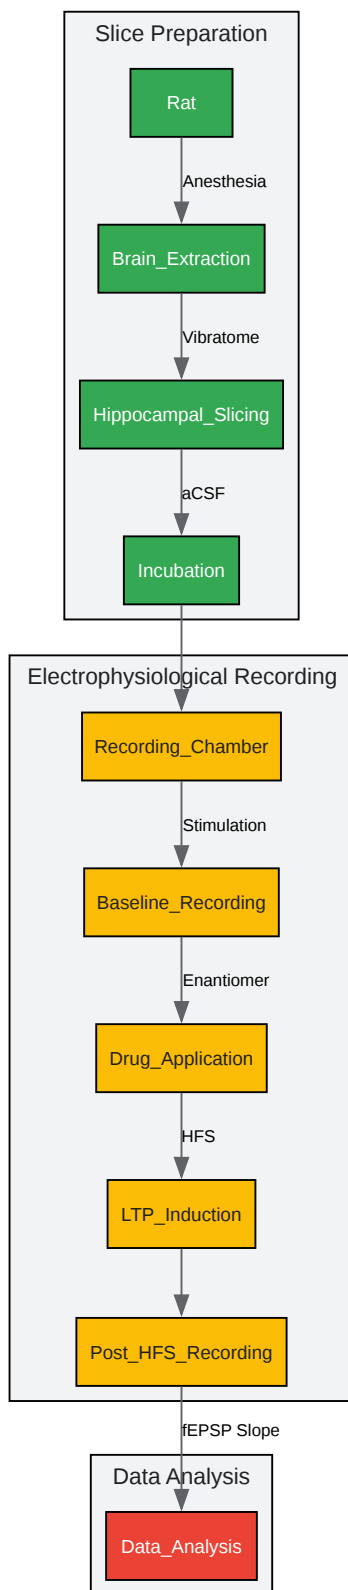 Slice Preparation
Rat
Anesthesia
Brain_Extraction
Vibratome
Hippocampal_Slicing
aCSF
Incubation
Electrophysiological Recording
Recording_Chamber
Stimulation
Baseline_Recording
Enantiomer
Drug_Application
HFS
LTP_Induction
Post_HFS_Recording
fEPSP Slope
Data Analysis
Data_Analysis